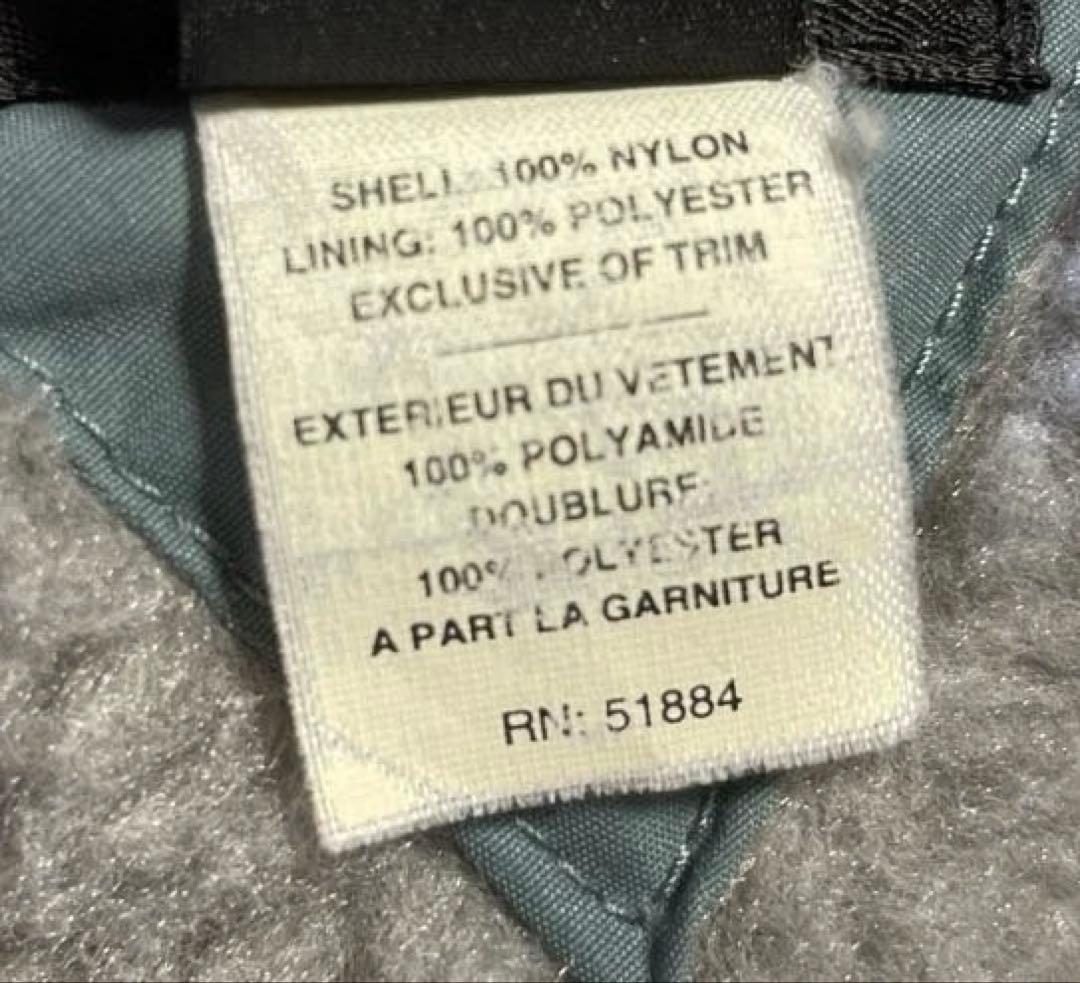 SHELL: 100% NYLON
LINING: 100% POLYESTER
EXCLUSIVE OF TRIM
EXTERIEUR DU VETEMENT
100% POLYAMIDE
DOUBLURE:
100% POLYESTER
A PART LA GARNITURE
RN: 51884